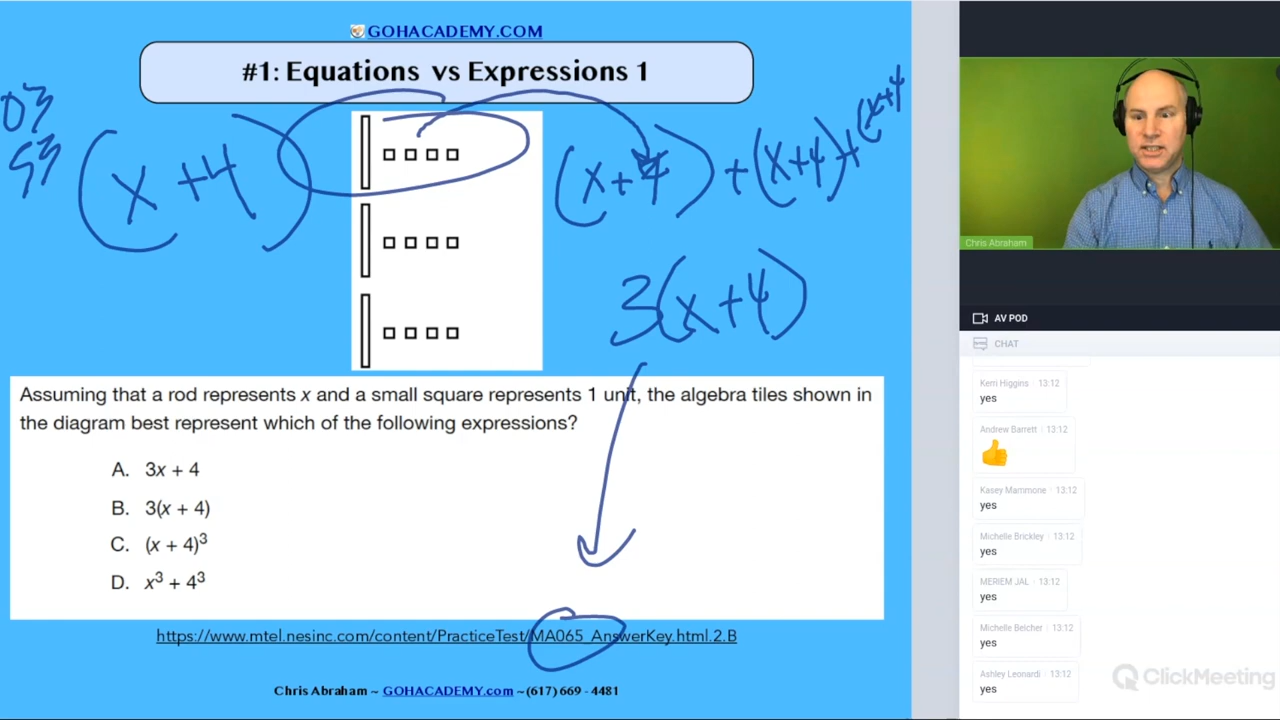 GOHACADEMY.COM
#1: Equations vs Expressions 1
03
53
(x+4)
(x+4)+(x+4)+(x+4
3(x+4)
Assuming that a rod represents x and a small square represents 1 unit, the algebra tiles shown in
the diagram best represent which of the following expressions?
A. 3x + 4
B. 3(x + 4)
C. (x + 4)³
D. x³ + 4³
https://www.mtel.nesinc.com/content/PracticeTest/MA065_AnswerKey.html.2.B
Chris Abraham ~ GOHACADEMY.com ~(617) 669 - 4481
Chris Abraham
AV POD
CHAT
Kerri Higgins 13:12
yes
Andrew Barrett 13:12
Kasey Mammone 13:12
yes
Michelle Brickley 13:12
yes
MERIEM JAL 13:12
yes
Michelle Belcher 13:12
yes
Ashley Leonardi 13:12
yes
ClickMeeting